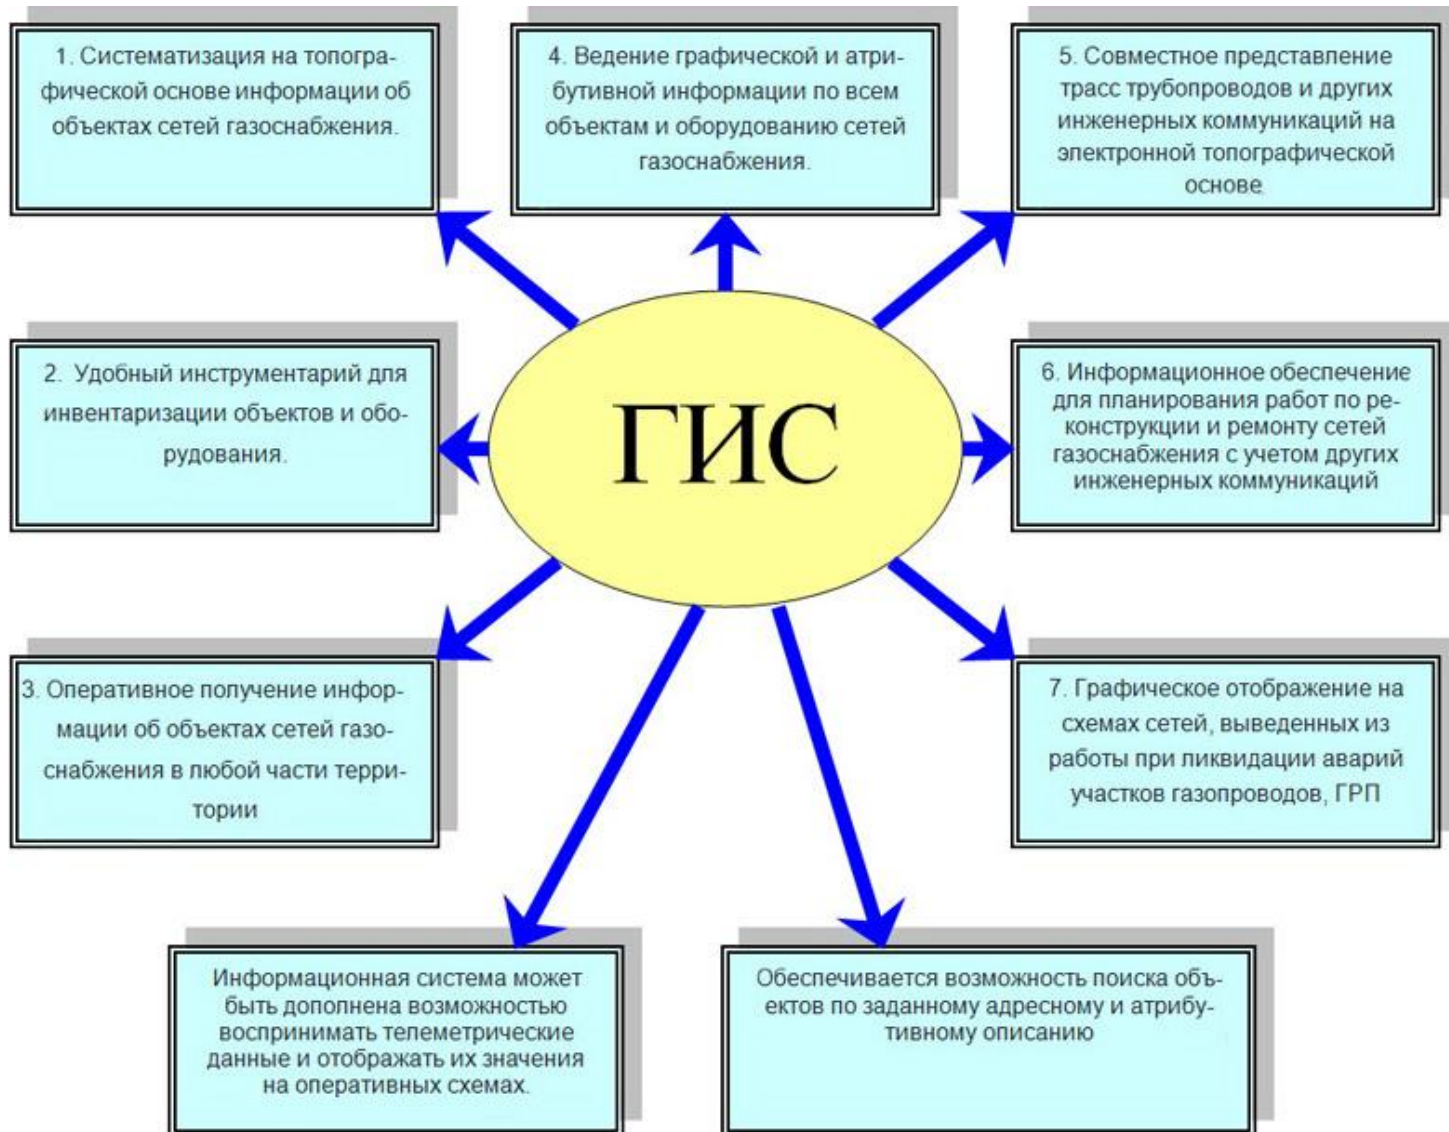 1. Систематизация на топогра-
фической основе информации об
объектах сетей газоснабжения.
4. Ведение графической и атри-
бутивной информации по всем
объектам и оборудованию сетей
газоснабжения.
5. Совместное представление
трасс трубопроводов и других
инженерных коммуникаций на
электронной топографической
основе.
ГИС
2. Удобный инструментарий для
инвентаризации объектов и обо-
рудования.
6. Информационное обеспечение
для планирования работ по ре-
конструкции и ремонту сетей
газоснабжения с учетом других
инженерных коммуникаций
3. Оперативное получение инфор-
мации об объектах сетей газо-
снабжения в любой части терри-
тории
7. Графическое отображение на
схемах сетей, выведенных из
работы при ликвидации аварий
участков газопроводов, ГРП
Информационная система может
быть дополнена возможностью
воспринимать телеметрические
данные и отображать их значения
на оперативных схемах.
Обеспечивается возможность поиска объ-
ектов по заданному адресному и атрибу-
тивному описанию